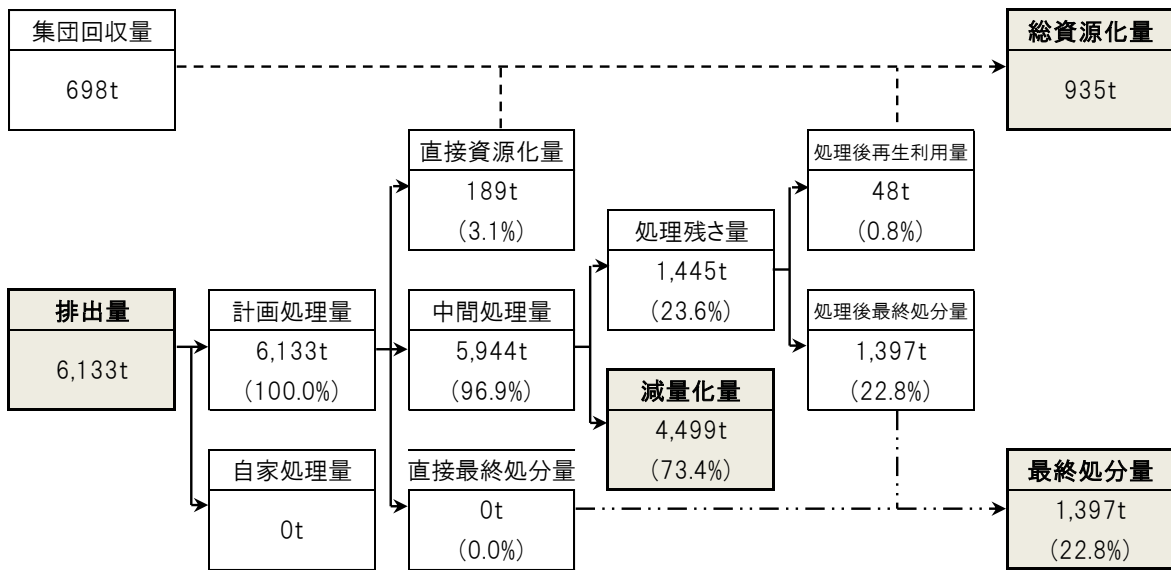 集団回収量
698t
総資源化量
935t
直接資源化量
189t
(3.1%)
処理後再生利用量
48t
(0.8%)
処理残さ量
1,445t
(23.6%)
排出量
6,133t
計画処理量
6,133t
(100.0%)
中間処理量
5,944t
(96.9%)
処理後最終処分量
1,397t
(22.8%)
減量化量
4,499t
(73.4%)
自家処理量
0t
直接最終処分量
0t
(0.0%)
最終処分量
1,397t
(22.8%)